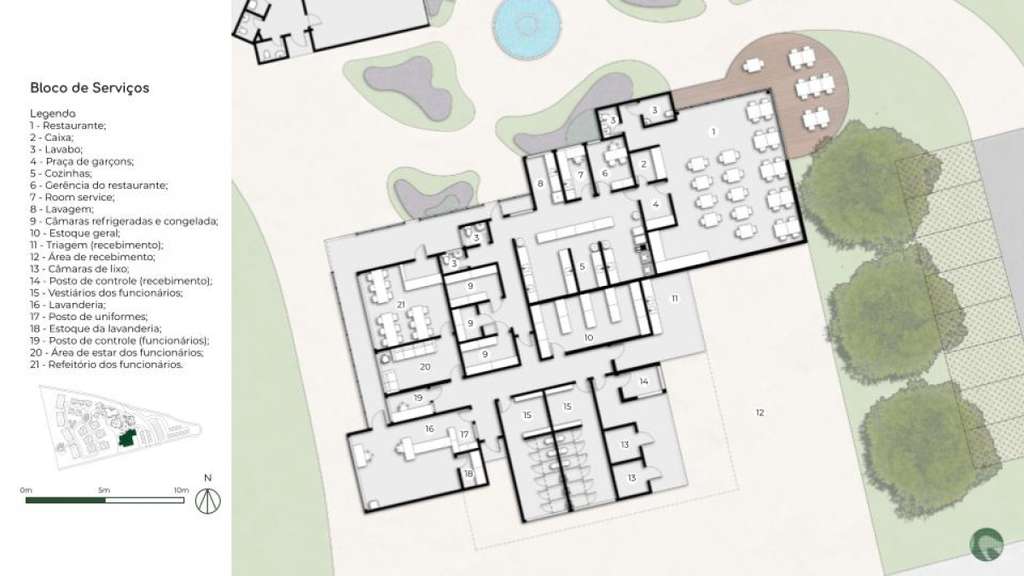 Bloco de Serviços
Legenda
1 - Restaurante;
2 - Caixa;
3 - Lavabo;
4 - Praça de garçons;
5 - Cozinhas;
6 - Gerência do restaurante;
7 - Room service;
8 - Lavagem;
9 - Câmaras refrigeradas e congelada;
10 - Estoque geral;
11 - Triagem (recebimento);
12 - Área de recebimento;
13 - Câmaras de lixo;
14 - Posto de controle (recebimento);
15 - Vestiários dos funcionários;
16 - Lavanderia;
17 - Posto de uniformes;
18 - Estoque da lavanderia;
19 - Posto de controle (funcionários);
20 - Área de estar dos funcionários;
21 - Refeitório dos funcionários.
N
0m 5m 10m
3
3
1
2
7
6
8
4
3
3
5
9
11
21
9
10
9
20
14
19
15
15
12
16
17
13
18
13